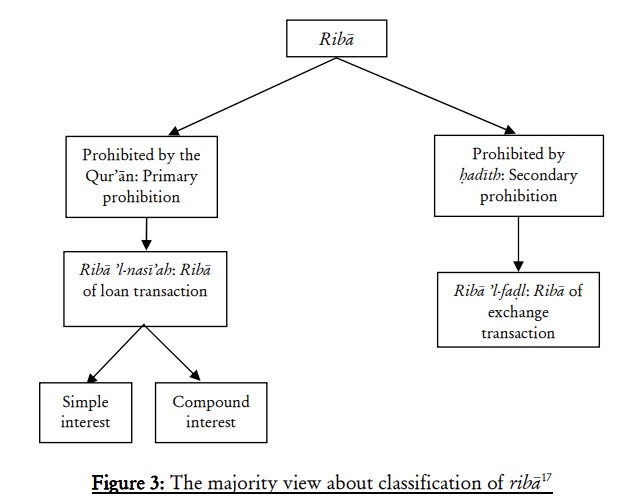 Ribā
Prohibited by the
Qur’ān: Primary
prohibition
Prohibited by
ḥadīth: Secondary
prohibition
Ribā ’l-nasī’ah: Ribā
of loan transaction
Ribā ’l-faḍl: Ribā of
exchange
transaction
Simple
interest
Compound
interest
Figure 3: The majority view about classification of ribā17